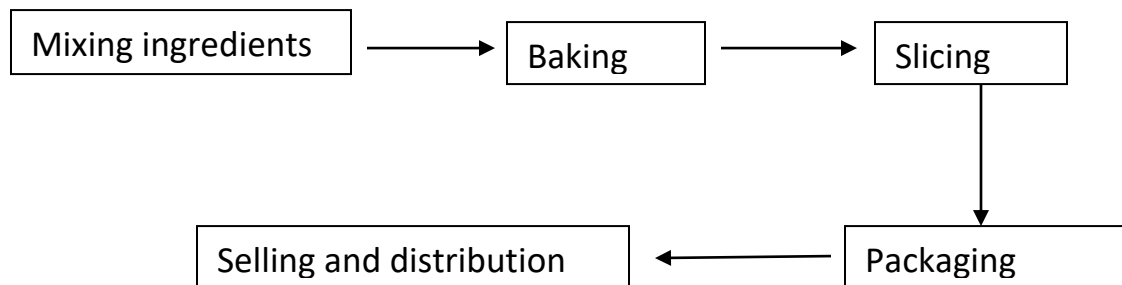 Mixing ingredients
Baking
Slicing
Packaging
Selling and distribution